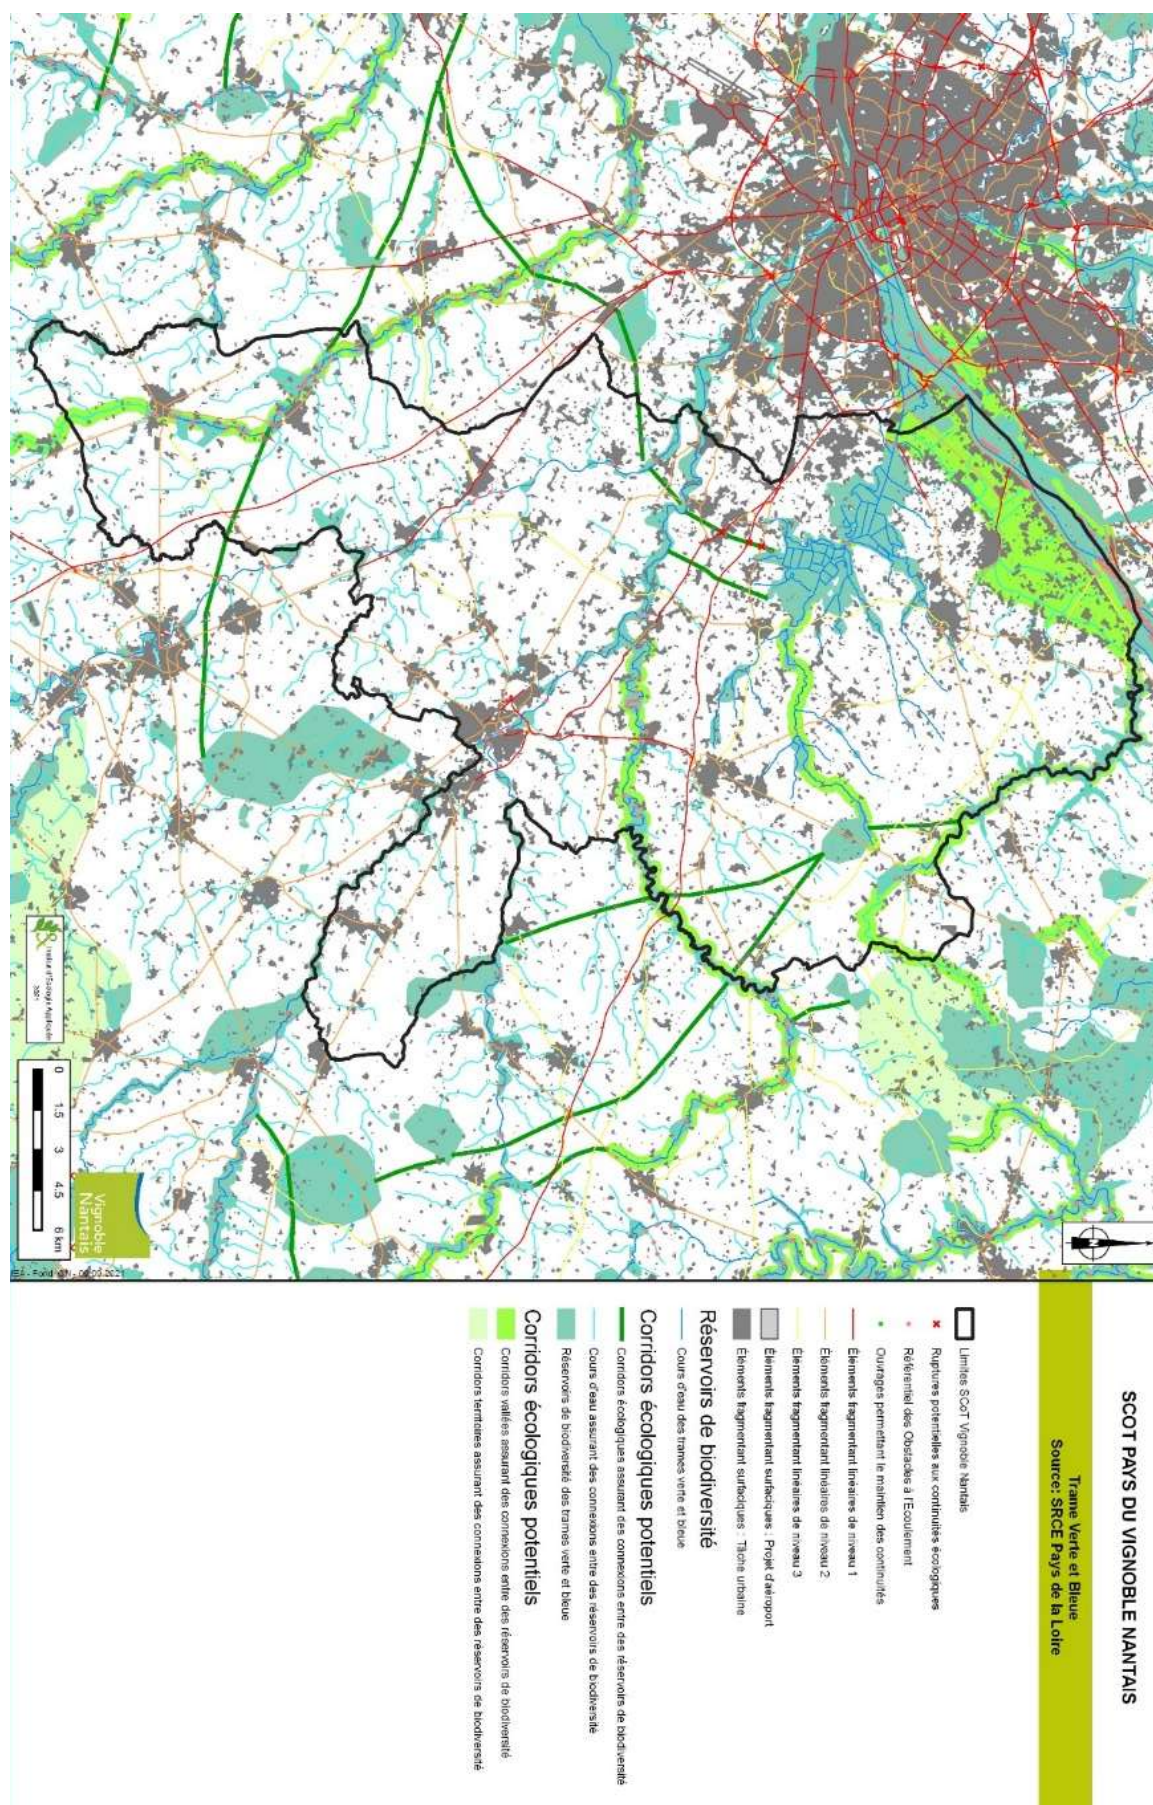 SCOT PAYS DU VIGNOBLE NANTAIS
Trame Verte et Bleue
Source: SRCE Pays de la Loire
Limites SCoT Vignoble Nantais
Ruptures potentielles aux continuités écologiques
Référentiel des Obstacles à l'Ecoulement
Ouvrages permettant le maintien des continuités
Éléments fragmentant linéaires de niveau 1
Éléments fragmentant linéaires de niveau 2
Éléments fragmentant linéaires de niveau 3
Éléments fragmentant surfaciques : Projet d'aéroport
Éléments fragmentant surfaciques : Tâche urbaine
Réservoirs de biodiversité
Cours d'eau des trames verte et bleue
Corridors écologiques potentiels
Corridors écologiques assurant des connexions entre des réservoirs de biodiversité
Cours d'eau assurant des connexions entre des réservoirs de biodiversité
Réservoirs de biodiversité des trames verte et bleue
Corridors écologiques potentiels
Corridors vallées assurant des connexions entre des réservoirs de biodiversité
Corridors territoires assurant des connexions entre des réservoirs de biodiversité
N
Institut d'Ecologie Appliquée
2021
0 1.5 3 4.5 6 km
Vignoble
Nantais